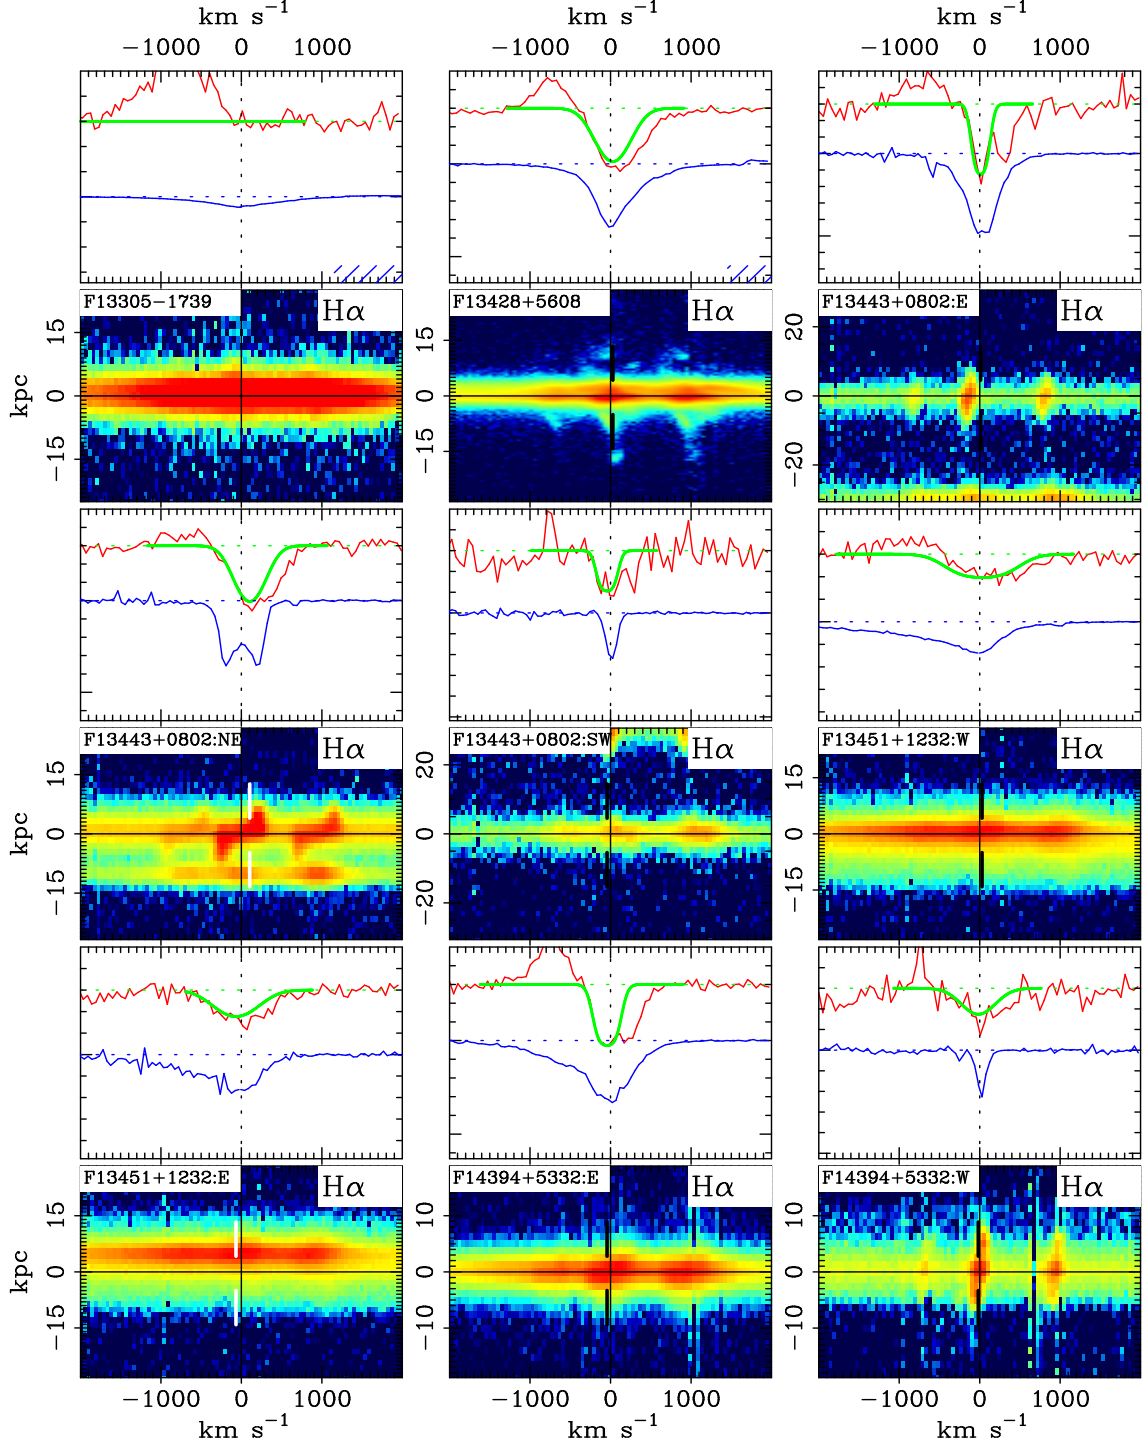 km s⁻¹ km s⁻¹ km s⁻¹
−1000 0 1000 −1000 0 1000 −1000 0 1000
F13305−1739 Hα F13428+5608 Hα F13443+0802:E Hα
kpc
15 0 −15 15 0 −15 20 0 −20
F13443+0802:NE Hα F13443+0802:SW Hα F13451+1232:W Hα
kpc
15 0 −15 20 0 −20 15 0 −15
F13451+1232:E Hα F14394+5332:E Hα F14394+5332:W Hα
kpc
15 0 −15 10 0 −10 10 0 −10
−1000 0 1000 −1000 0 1000 −1000 0 1000
km s⁻¹ km s⁻¹ km s⁻¹